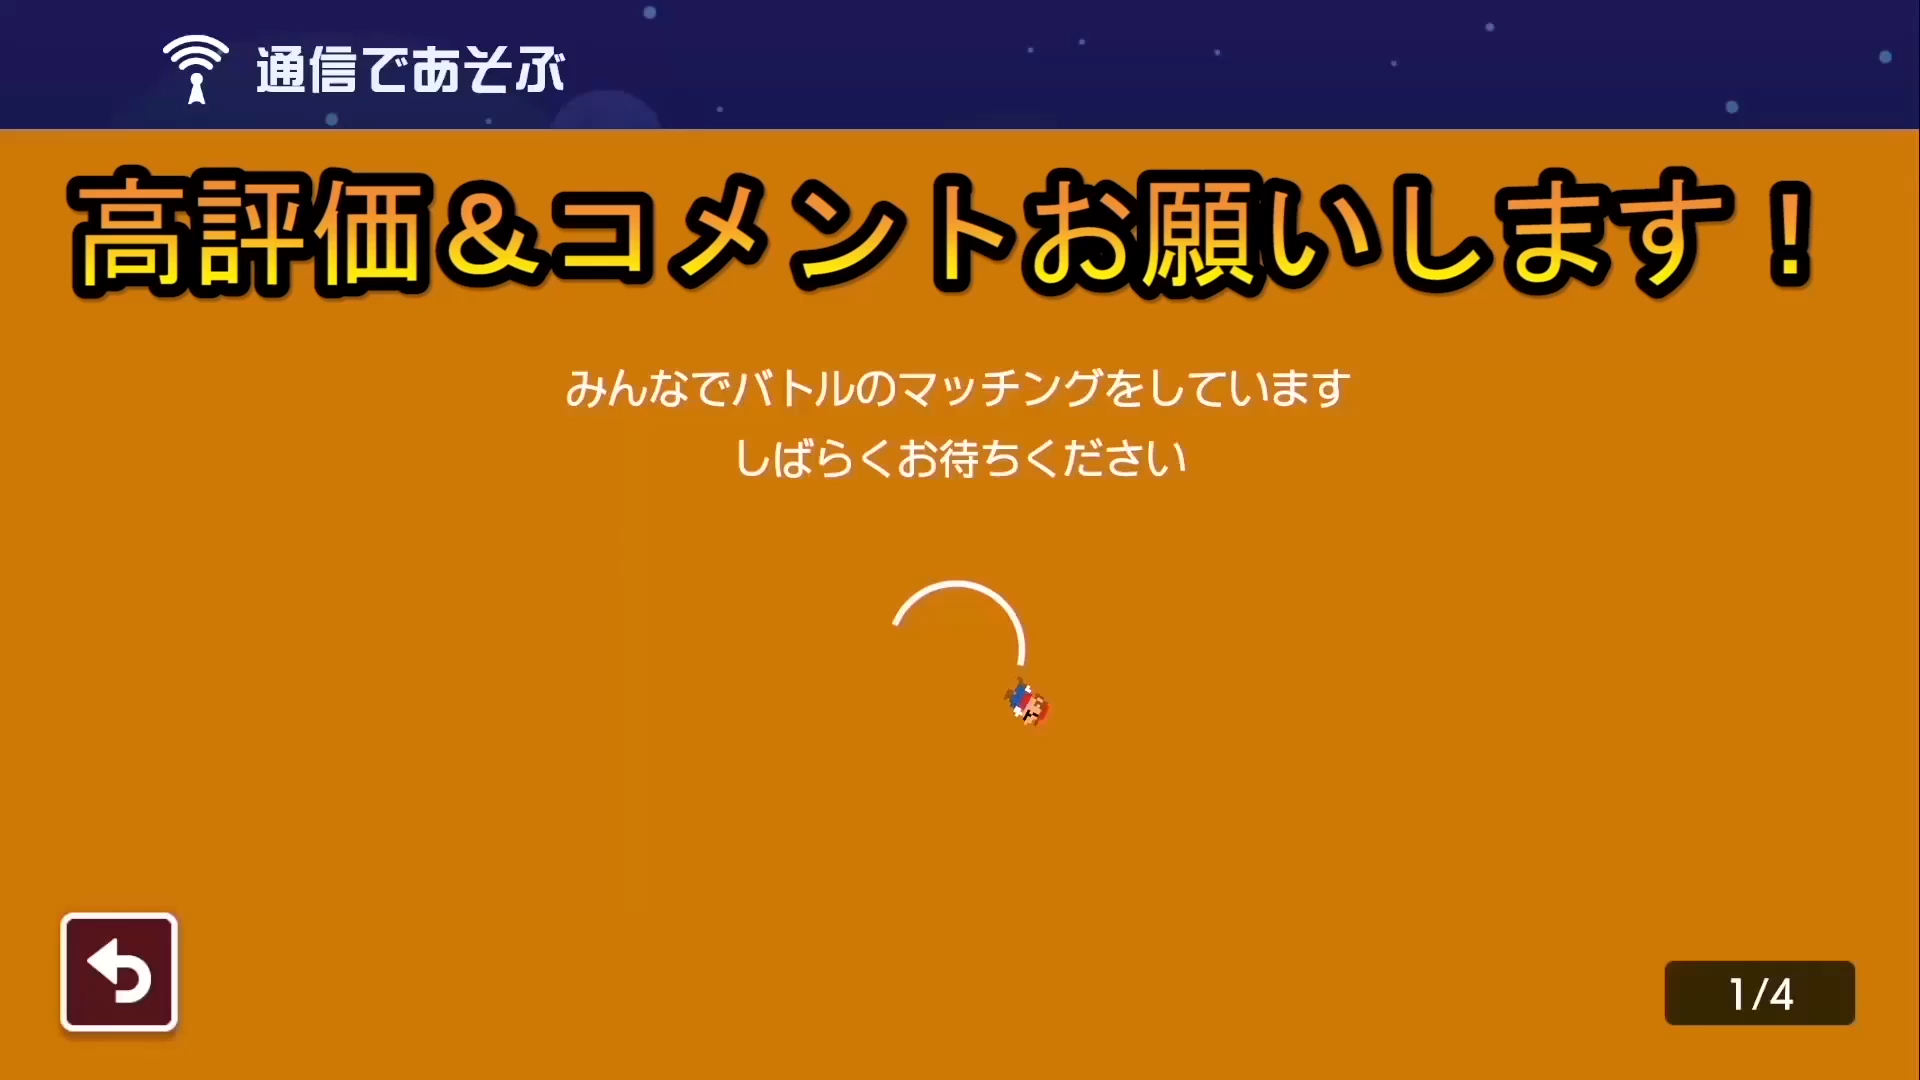 通信であそぶ
高評価&コメントお願いします！
みんなでバトルのマッチングをしています
しばらくお待ちください
1/4